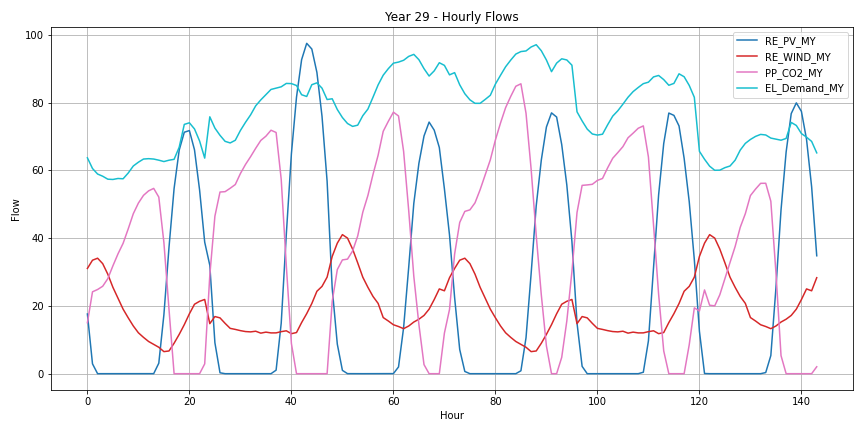 Year 29 - Hourly Flows
RE_PV_MY
RE_WIND_MY
PP_CO2_MY
EL_Demand_MY
Flow
100
80
60
40
20
0
0 20 40 60 80 100 120 140
Hour